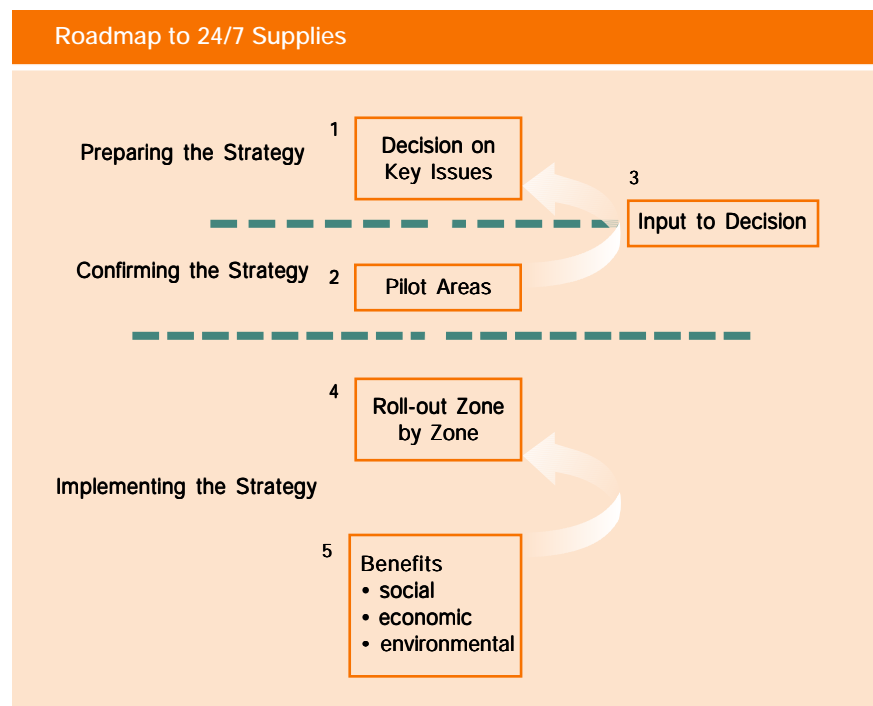 Roadmap to 24/7 Supplies
Preparing the Strategy
1
Decision on
Key Issues
3
Input to Decision
Confirming the Strategy
2
Pilot Areas
4
Roll-out Zone
by Zone
Implementing the Strategy
5
Benefits
• social
• economic
• environmental